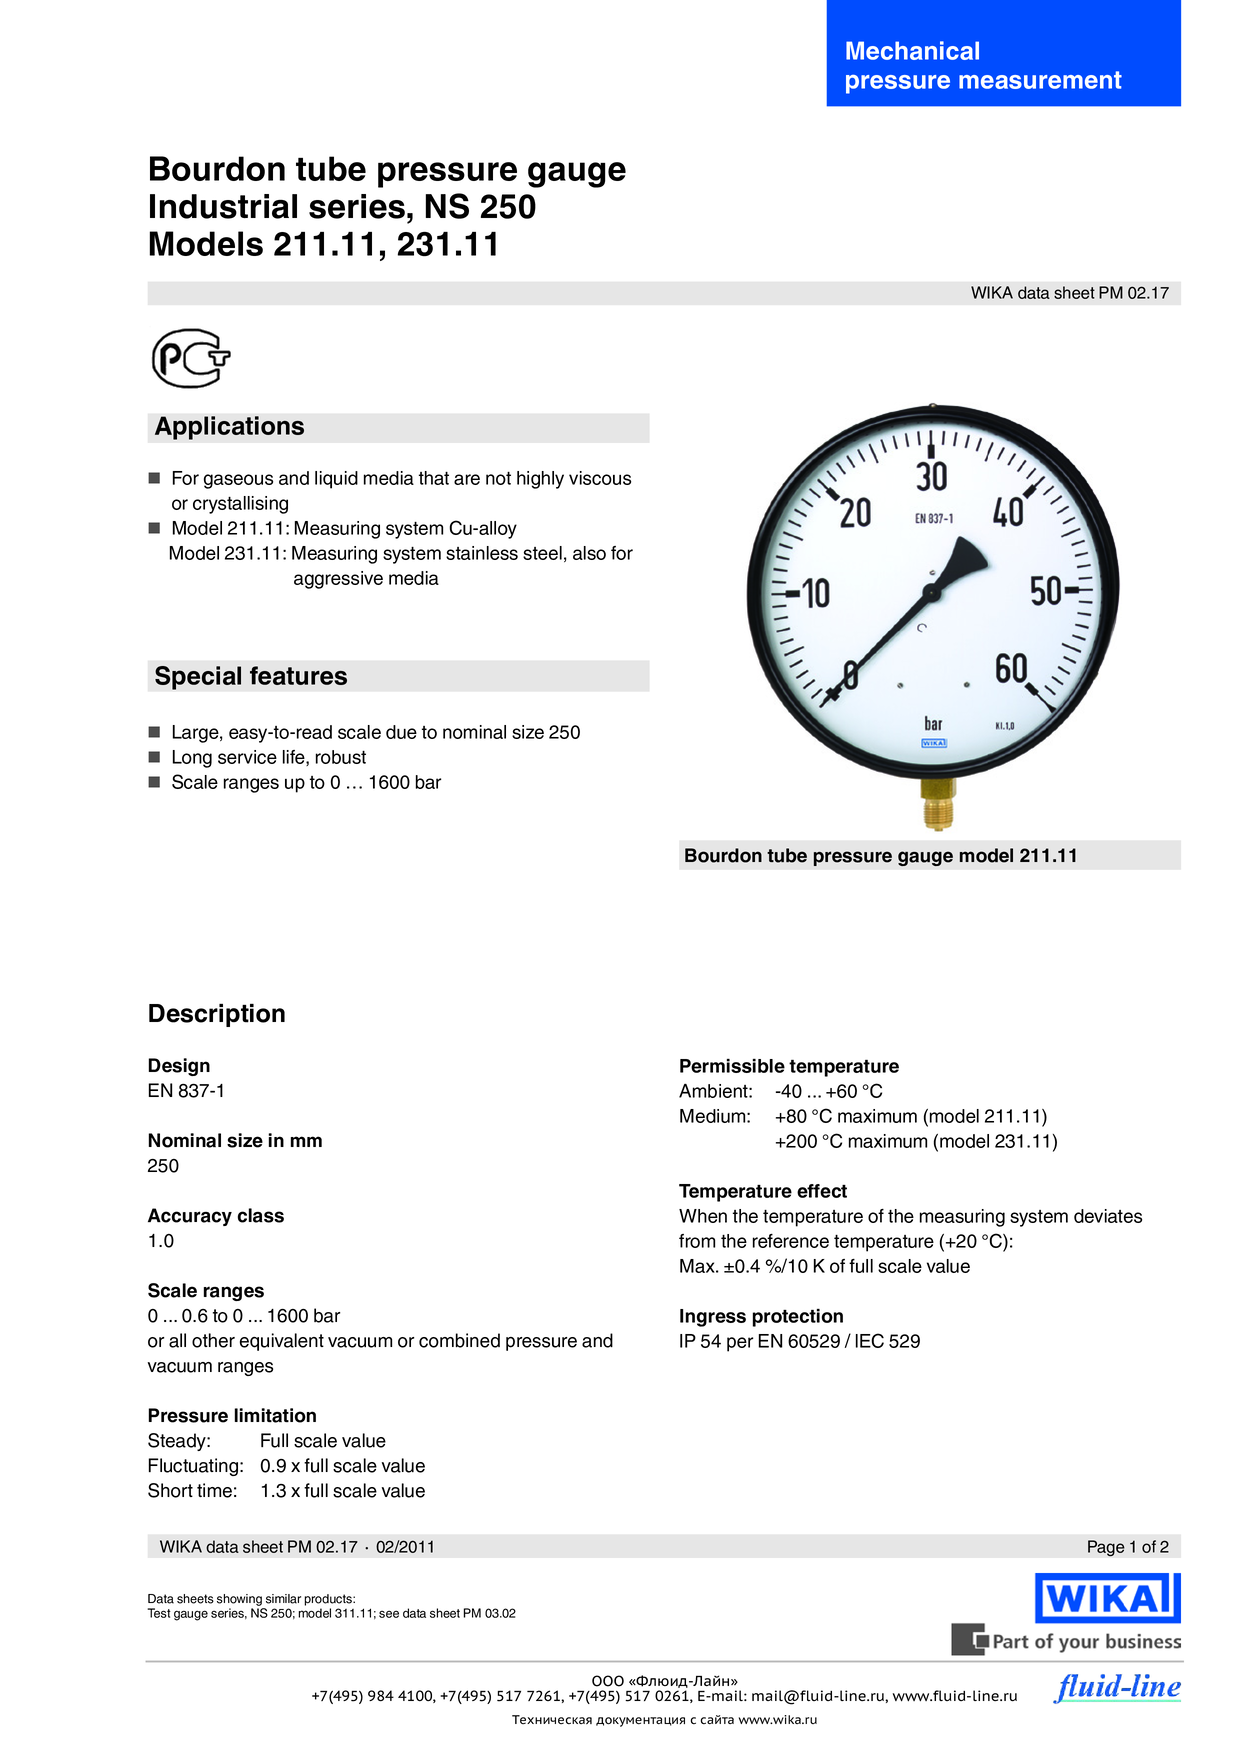 Mechanical
pressure measurement
Bourdon tube pressure gauge
Industrial series, NS 250
Models 211.11, 231.11
WIKA data sheet PM 02.17
Applications
■ For gaseous and liquid media that are not highly viscous
or crystallising
■ Model 211.11: Measuring system Cu-alloy
Model 231.11: Measuring system stainless steel, also for
aggressive media
Special features
■ Large, easy-to-read scale due to nominal size 250
■ Long service life, robust
■ Scale ranges up to 0 … 1600 bar
30
20
40
EN 837-1
10
50
0
60
bar
Kl.1,0
WIKA
Bourdon tube pressure gauge model 211.11
Description
Design
EN 837-1
Nominal size in mm
250
Accuracy class
1.0
Scale ranges
0 ... 0.6 to 0 ... 1600 bar
or all other equivalent vacuum or combined pressure and
vacuum ranges
Pressure limitation
Steady: Full scale value
Fluctuating: 0.9 x full scale value
Short time: 1.3 x full scale value
Permissible temperature
Ambient: -40 ... +60 °C
Medium: +80 °C maximum (model 211.11)
+200 °C maximum (model 231.11)
Temperature effect
When the temperature of the measuring system deviates
from the reference temperature (+20 °C):
Max. ±0.4 %/10 K of full scale value
Ingress protection
IP 54 per EN 60529 / IEC 529
WIKA data sheet PM 02.17 · 02/2011
Page 1 of 2
Data sheets showing similar products:
Test gauge series, NS 250; model 311.11; see data sheet PM 03.02
WIKA
Part of your business
ООО «Флюид-Лайн»
+7(495) 984 4100, +7(495) 517 7261, +7(495) 517 0261, E-mail: mail@fluid-line.ru, www.fluid-line.ru
fluid-line
Техническая документация с сайта www.wika.ru